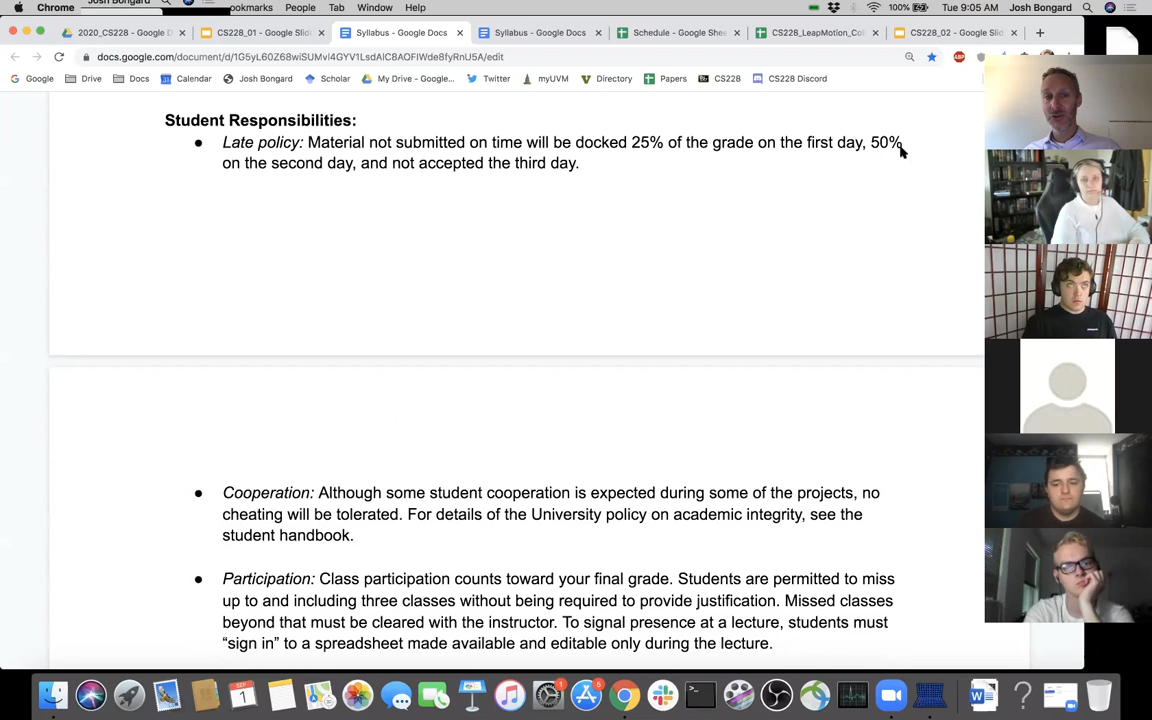 Chrome Josh Bongard ookmarks People Tab Window Help 100% Tue 9:05 AM Josh Bongard
2020_CS228 - Google D CS228_01 - Google Slid Syllabus - Google Docs Syllabus - Google Docs Schedule - Google Shee CS228_LeapMotion_Col CS228_02 - Google Slid
docs.google.com/document/d/1G5yL60Z68wiSUMvl4GYV1LsdAlC8AOFIWde8fyRnU5A/edit
Google Drive Docs Calendar Josh Bongard Scholar My Drive - Google... Twitter myUVM Directory Papers CS228 CS228 Discord
Student Responsibilities:
● Late policy: Material not submitted on time will be docked 25% of the grade on the first day, 50%
on the second day, and not accepted the third day.
● Cooperation: Although some student cooperation is expected during some of the projects, no
cheating will be tolerated. For details of the University policy on academic integrity, see the
student handbook.
● Participation: Class participation counts toward your final grade. Students are permitted to miss
up to and including three classes without being required to provide justification. Missed classes
beyond that must be cleared with the instructor. To signal presence at a lecture, students must
“sign in” to a spreadsheet made available and editable only during the lecture.